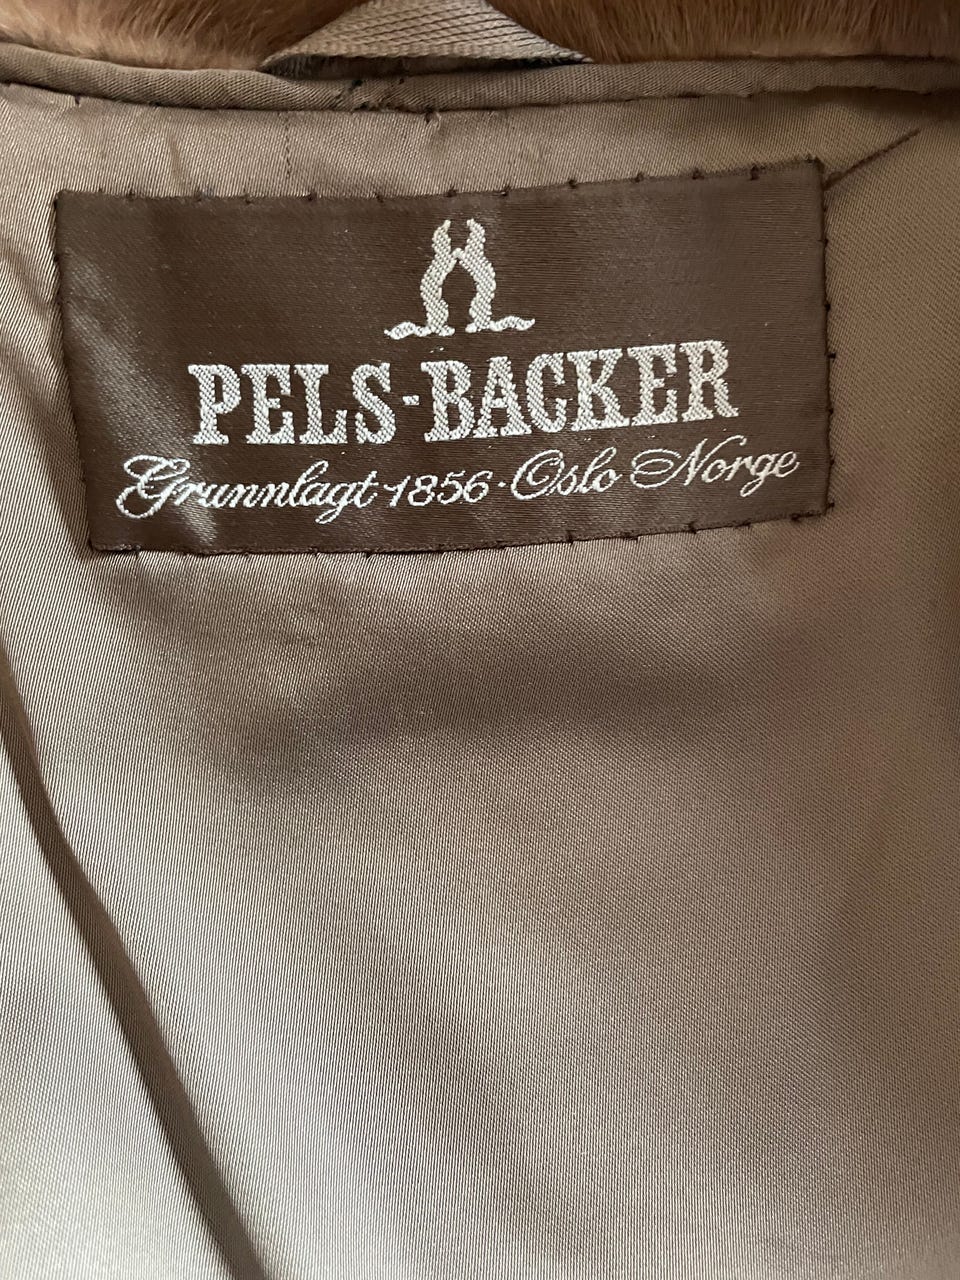 PELS-BACKER
Grunnlagt 1856 · Oslo Norge